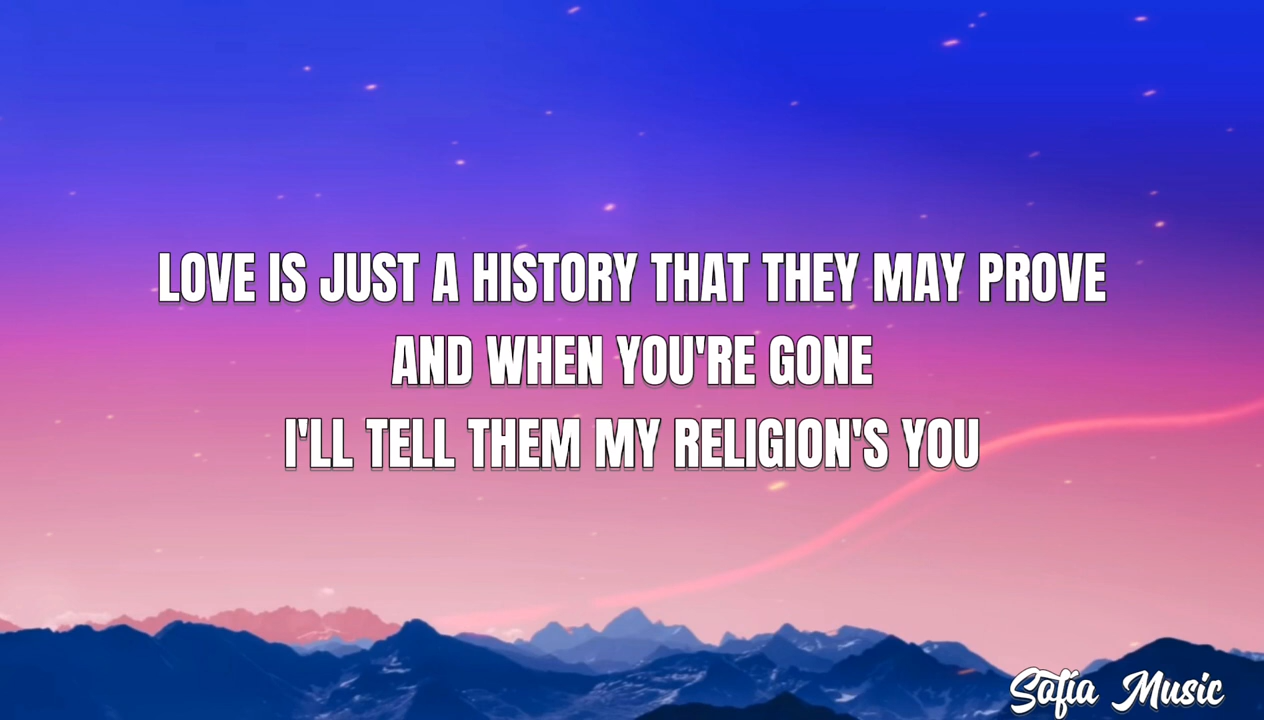 LOVE IS JUST A HISTORY THAT THEY MAY PROVE
AND WHEN YOU'RE GONE
I'LL TELL THEM MY RELIGION'S YOU
Sofia Music